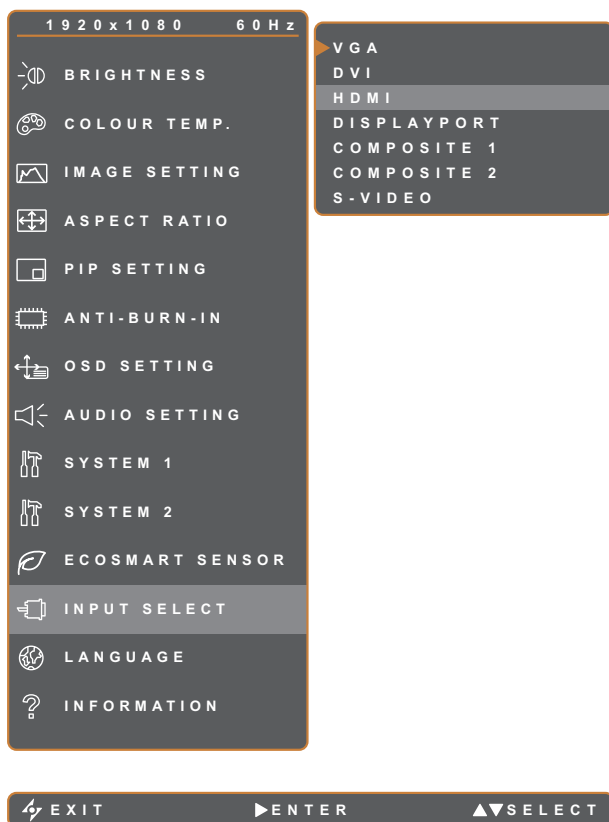 1920x1080 60Hz
BRIGHTNESS
COLOUR TEMP.
IMAGE SETTING
ASPECT RATIO
PIP SETTING
ANTI-BURN-IN
OSD SETTING
AUDIO SETTING
SYSTEM 1
SYSTEM 2
ECOSMART SENSOR
INPUT SELECT
LANGUAGE
INFORMATION
VGA
DVI
HDMI
DISPLAYPORT
COMPOSITE 1
COMPOSITE 2
S-VIDEO
EXIT ENTER SELECT